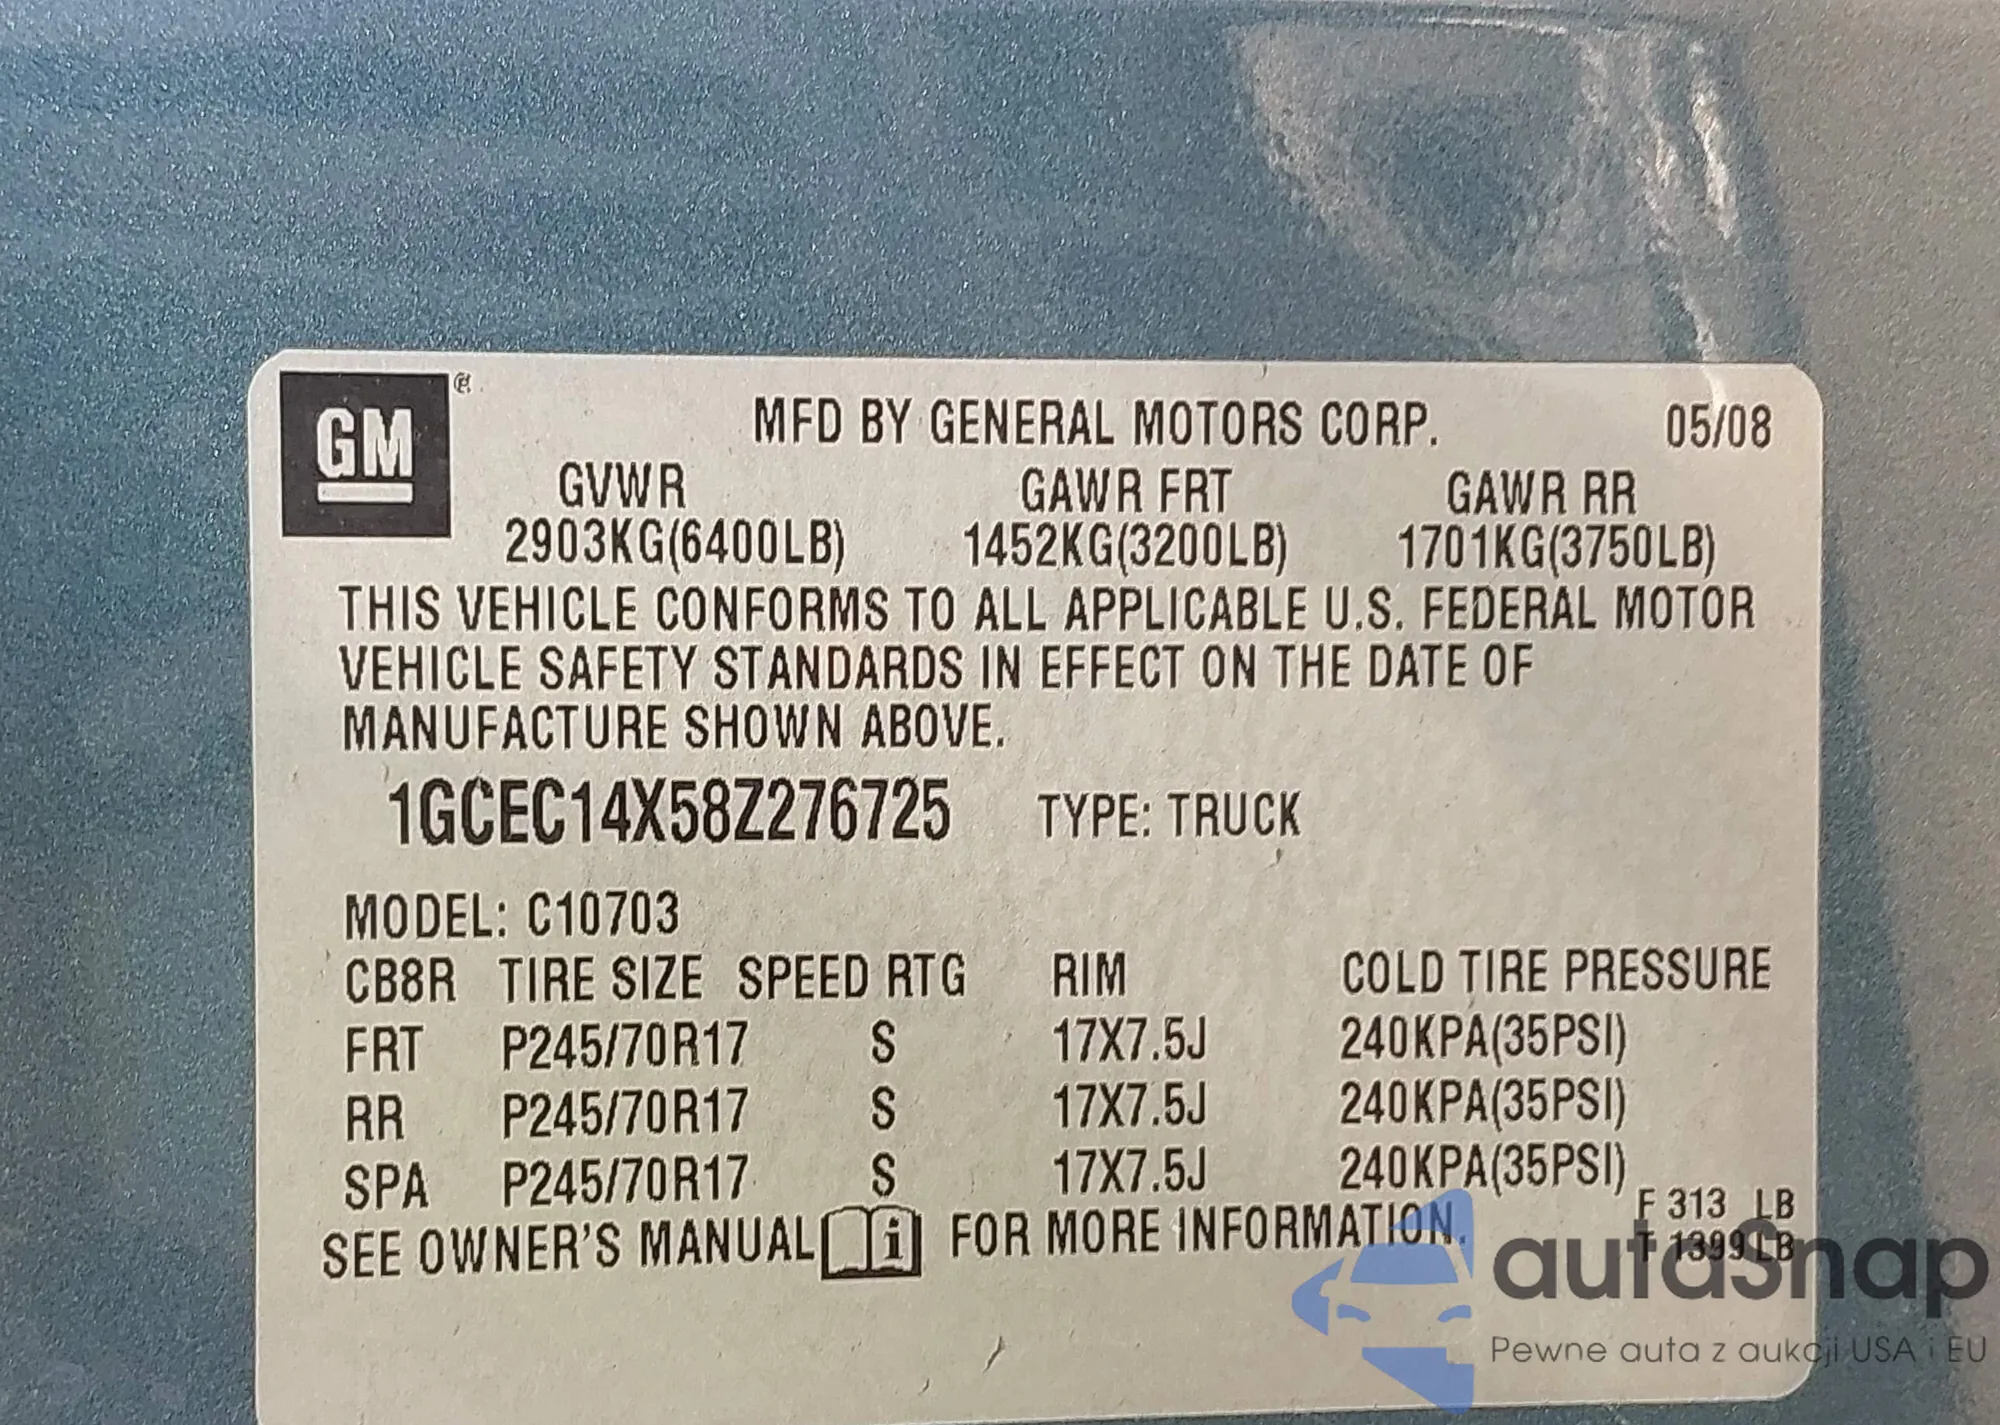 GM ®
MFD BY GENERAL MOTORS CORP. 05/08
GVWR GAWR FRT GAWR RR
2903KG(6400LB) 1452KG(3200LB) 1701KG(3750LB)
THIS VEHICLE CONFORMS TO ALL APPLICABLE U.S. FEDERAL MOTOR
VEHICLE SAFETY STANDARDS IN EFFECT ON THE DATE OF
MANUFACTURE SHOWN ABOVE.
1GCEC14X58Z276725 TYPE: TRUCK
MODEL: C10703
CB8R TIRE SIZE SPEED RTG RIM COLD TIRE PRESSURE
FRT P245/70R17 S 17X7.5J 240KPA(35PSI)
RR P245/70R17 S 17X7.5J 240KPA(35PSI)
SPA P245/70R17 S 17X7.5J 240KPA(35PSI)
SEE OWNER'S MANUAL i FOR MORE INFORMATION.
F 313 LB
T 1399LB
autoSnap
Pewne auta z aukcji USA i EU